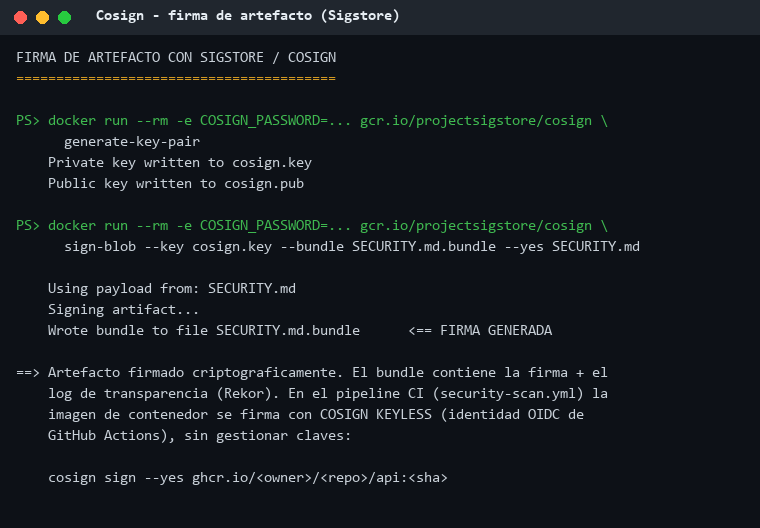 Cosign - firma de artefacto (Sigstore)
FIRMA DE ARTEFACTO CON SIGSTORE / COSIGN
========================================
PS> docker run --rm -e COSIGN_PASSWORD=... gcr.io/projectsigstore/cosign \
generate-key-pair
Private key written to cosign.key
Public key written to cosign.pub
PS> docker run --rm -e COSIGN_PASSWORD=... gcr.io/projectsigstore/cosign \
sign-blob --key cosign.key --bundle SECURITY.md.bundle --yes SECURITY.md
Using payload from: SECURITY.md
Signing artifact...
Wrote bundle to file SECURITY.md.bundle      <== FIRMA GENERADA
==> Artefacto firmado criptograficamente. El bundle contiene la firma + el
log de transparencia (Rekor). En el pipeline CI (security-scan.yml) la
imagen de contenedor se firma con COSIGN KEYLESS (identidad OIDC de
GitHub Actions), sin gestionar claves:
cosign sign --yes ghcr.io/<owner>/<repo>/api:<sha>